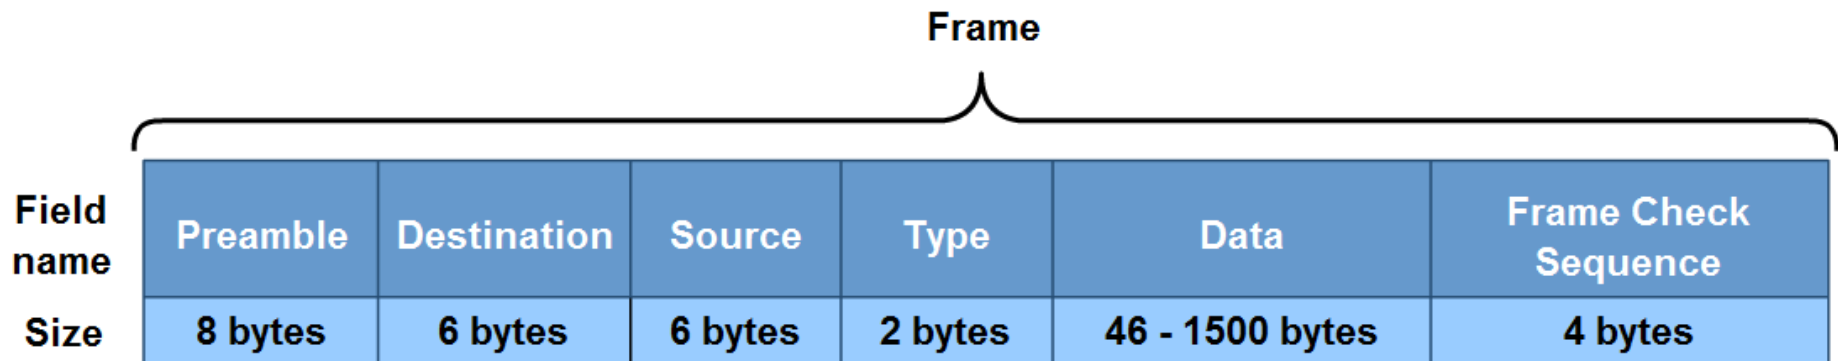 Frame
Field name
Preamble
Destination
Source
Type
Data
Frame Check
Sequence
Size
8 bytes
6 bytes
6 bytes
2 bytes
46 - 1500 bytes
4 bytes